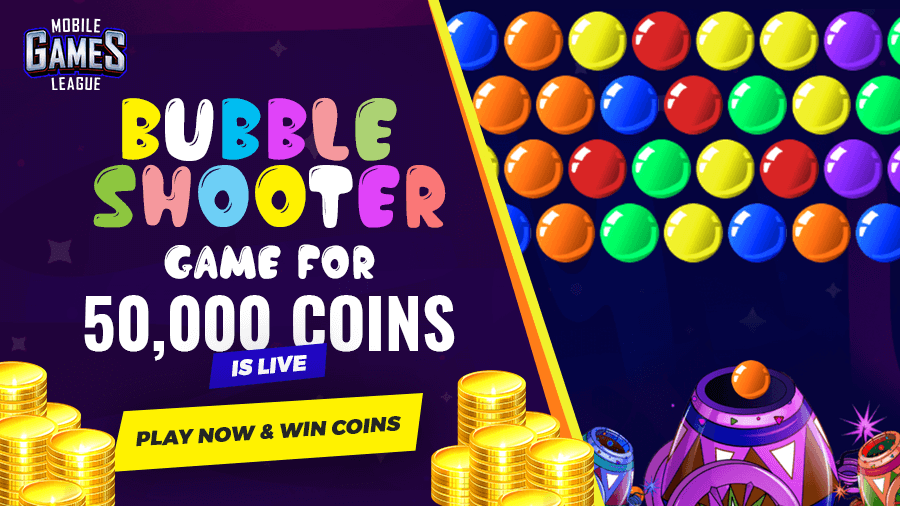 MOBILE
GAMES
LEAGUE
BUBBLE
SHOOTER
GAME FOR
50,000 COINS
IS LIVE
PLAY NOW & WIN COINS